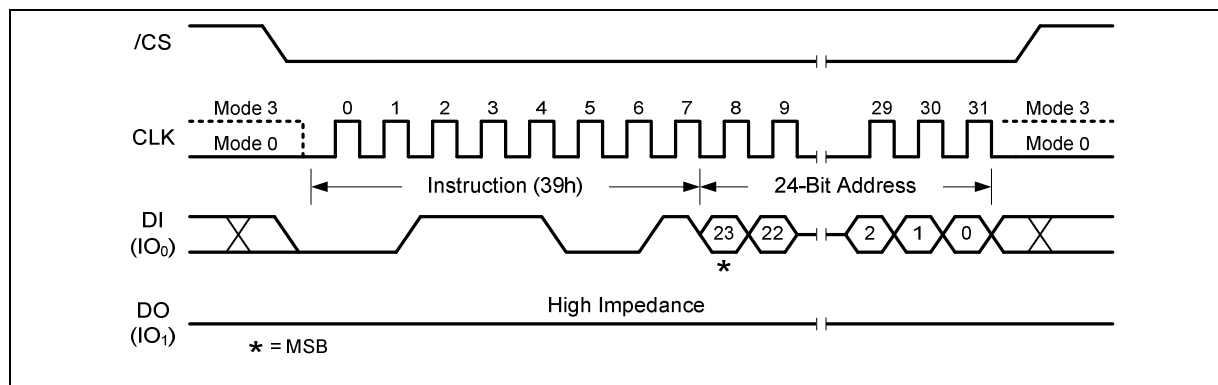 /CS
Mode 3 0 1 2 3 4 5 6 7 8 9 29 30 31 Mode 3
CLK Mode 0 Mode 0
Instruction (39h) 24-Bit Address
DI
(IO₀) 23 22 2 1 0
*
DO High Impedance
(IO₁)
* = MSB